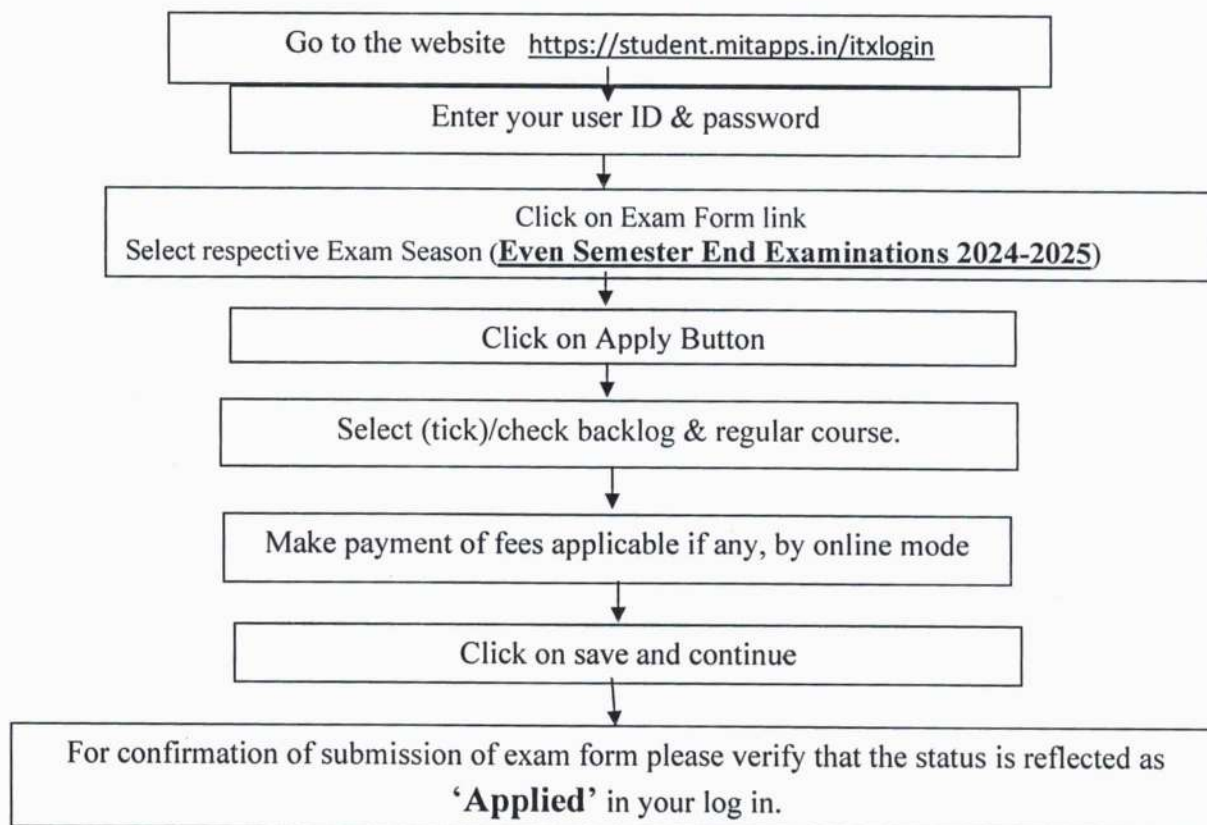 Go to the website https://student.mitapps.in/itxlogin
Enter your user ID & password
Click on Exam Form link
Select respective Exam Season (Even Semester End Examinations 2024-2025)
Click on Apply Button
Select (tick)/check backlog & regular course.
Make payment of fees applicable if any, by online mode
Click on save and continue
For confirmation of submission of exam form please verify that the status is reflected as
‘Applied’ in your log in.